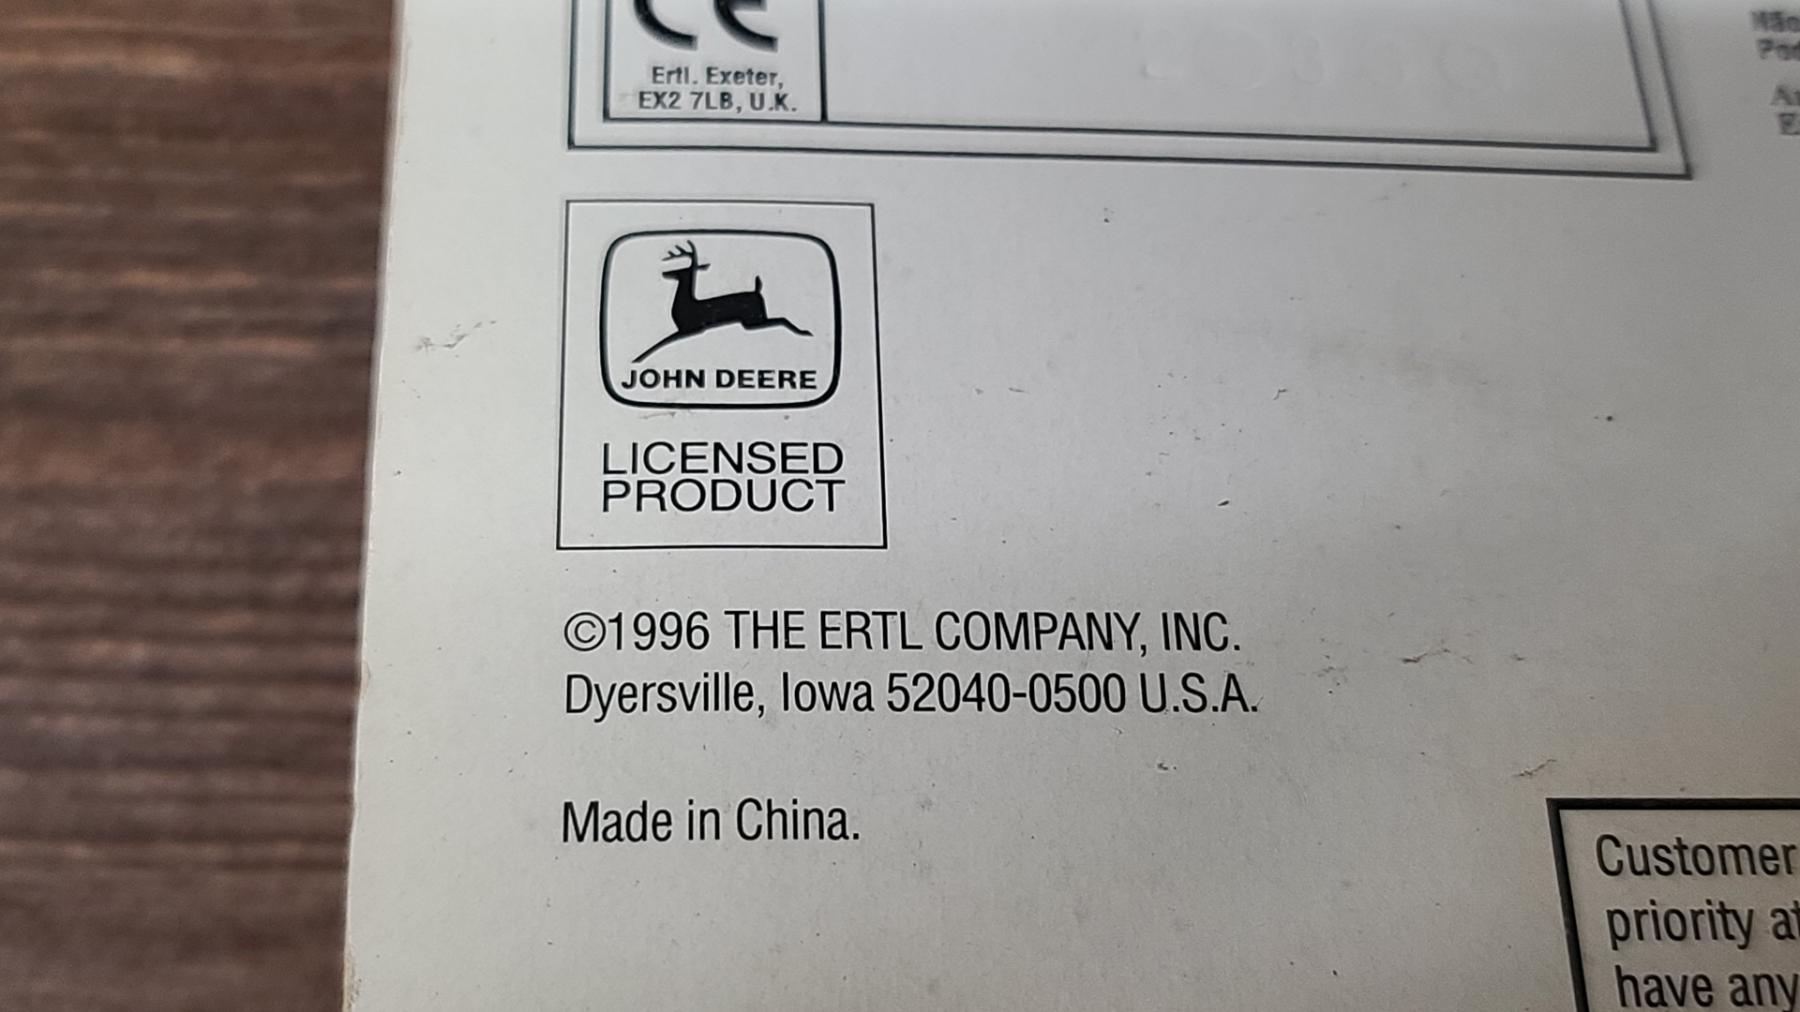 CE
Ertl. Exeter,
EX2 7LB, U.K.
JOHN DEERE
LICENSED
PRODUCT
©1996 THE ERTL COMPANY, INC.
Dyersville, Iowa 52040-0500 U.S.A.
Made in China.
Customer
priority
have any